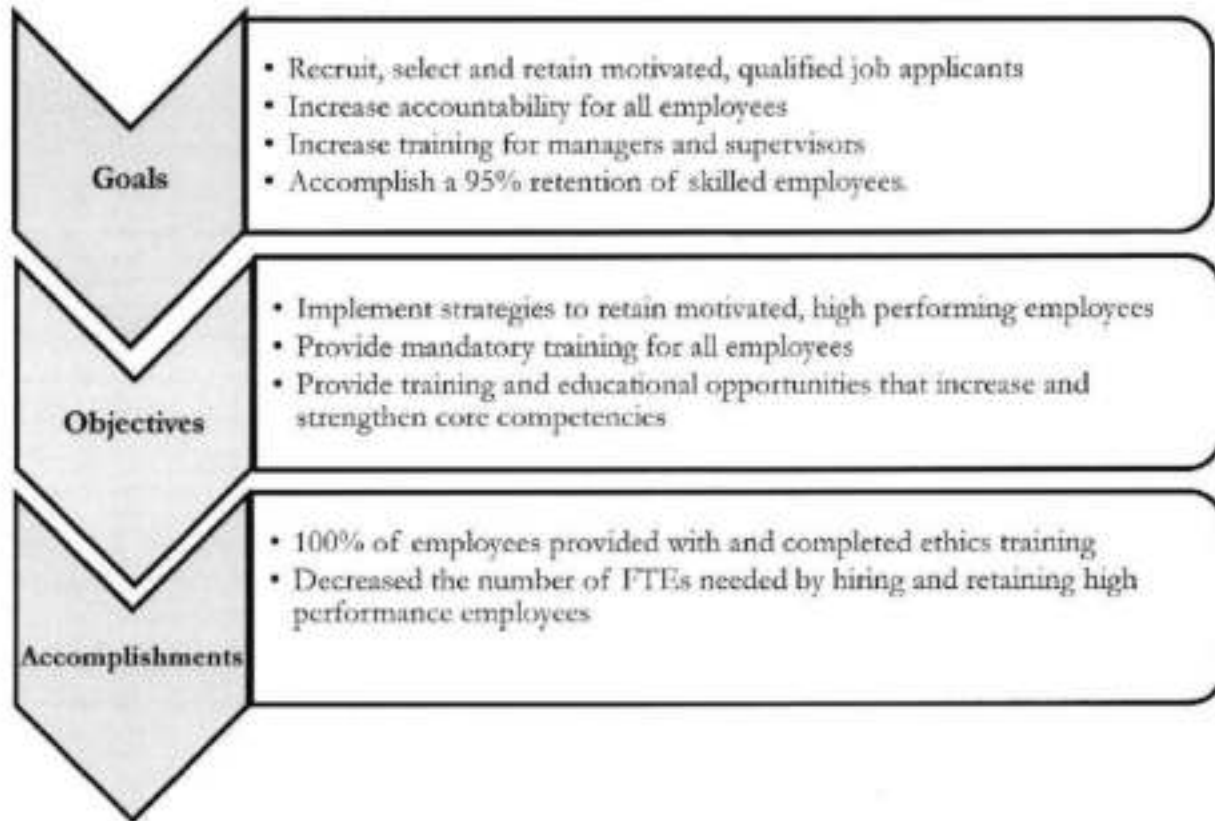 Goals
• Recruit, select and retain motivated, qualified job applicants
• Increase accountability for all employees
• Increase training for managers and supervisors
• Accomplish a 95% retention of skilled employees.
Objectives
• Implement strategies to retain motivated, high performing employees
• Provide mandatory training for all employees
• Provide training and educational opportunities that increase and
strengthen core competencies
Accomplishments
• 100% of employees provided with and completed ethics training
• Decreased the number of FTEs needed by hiring and retaining high
performance employees